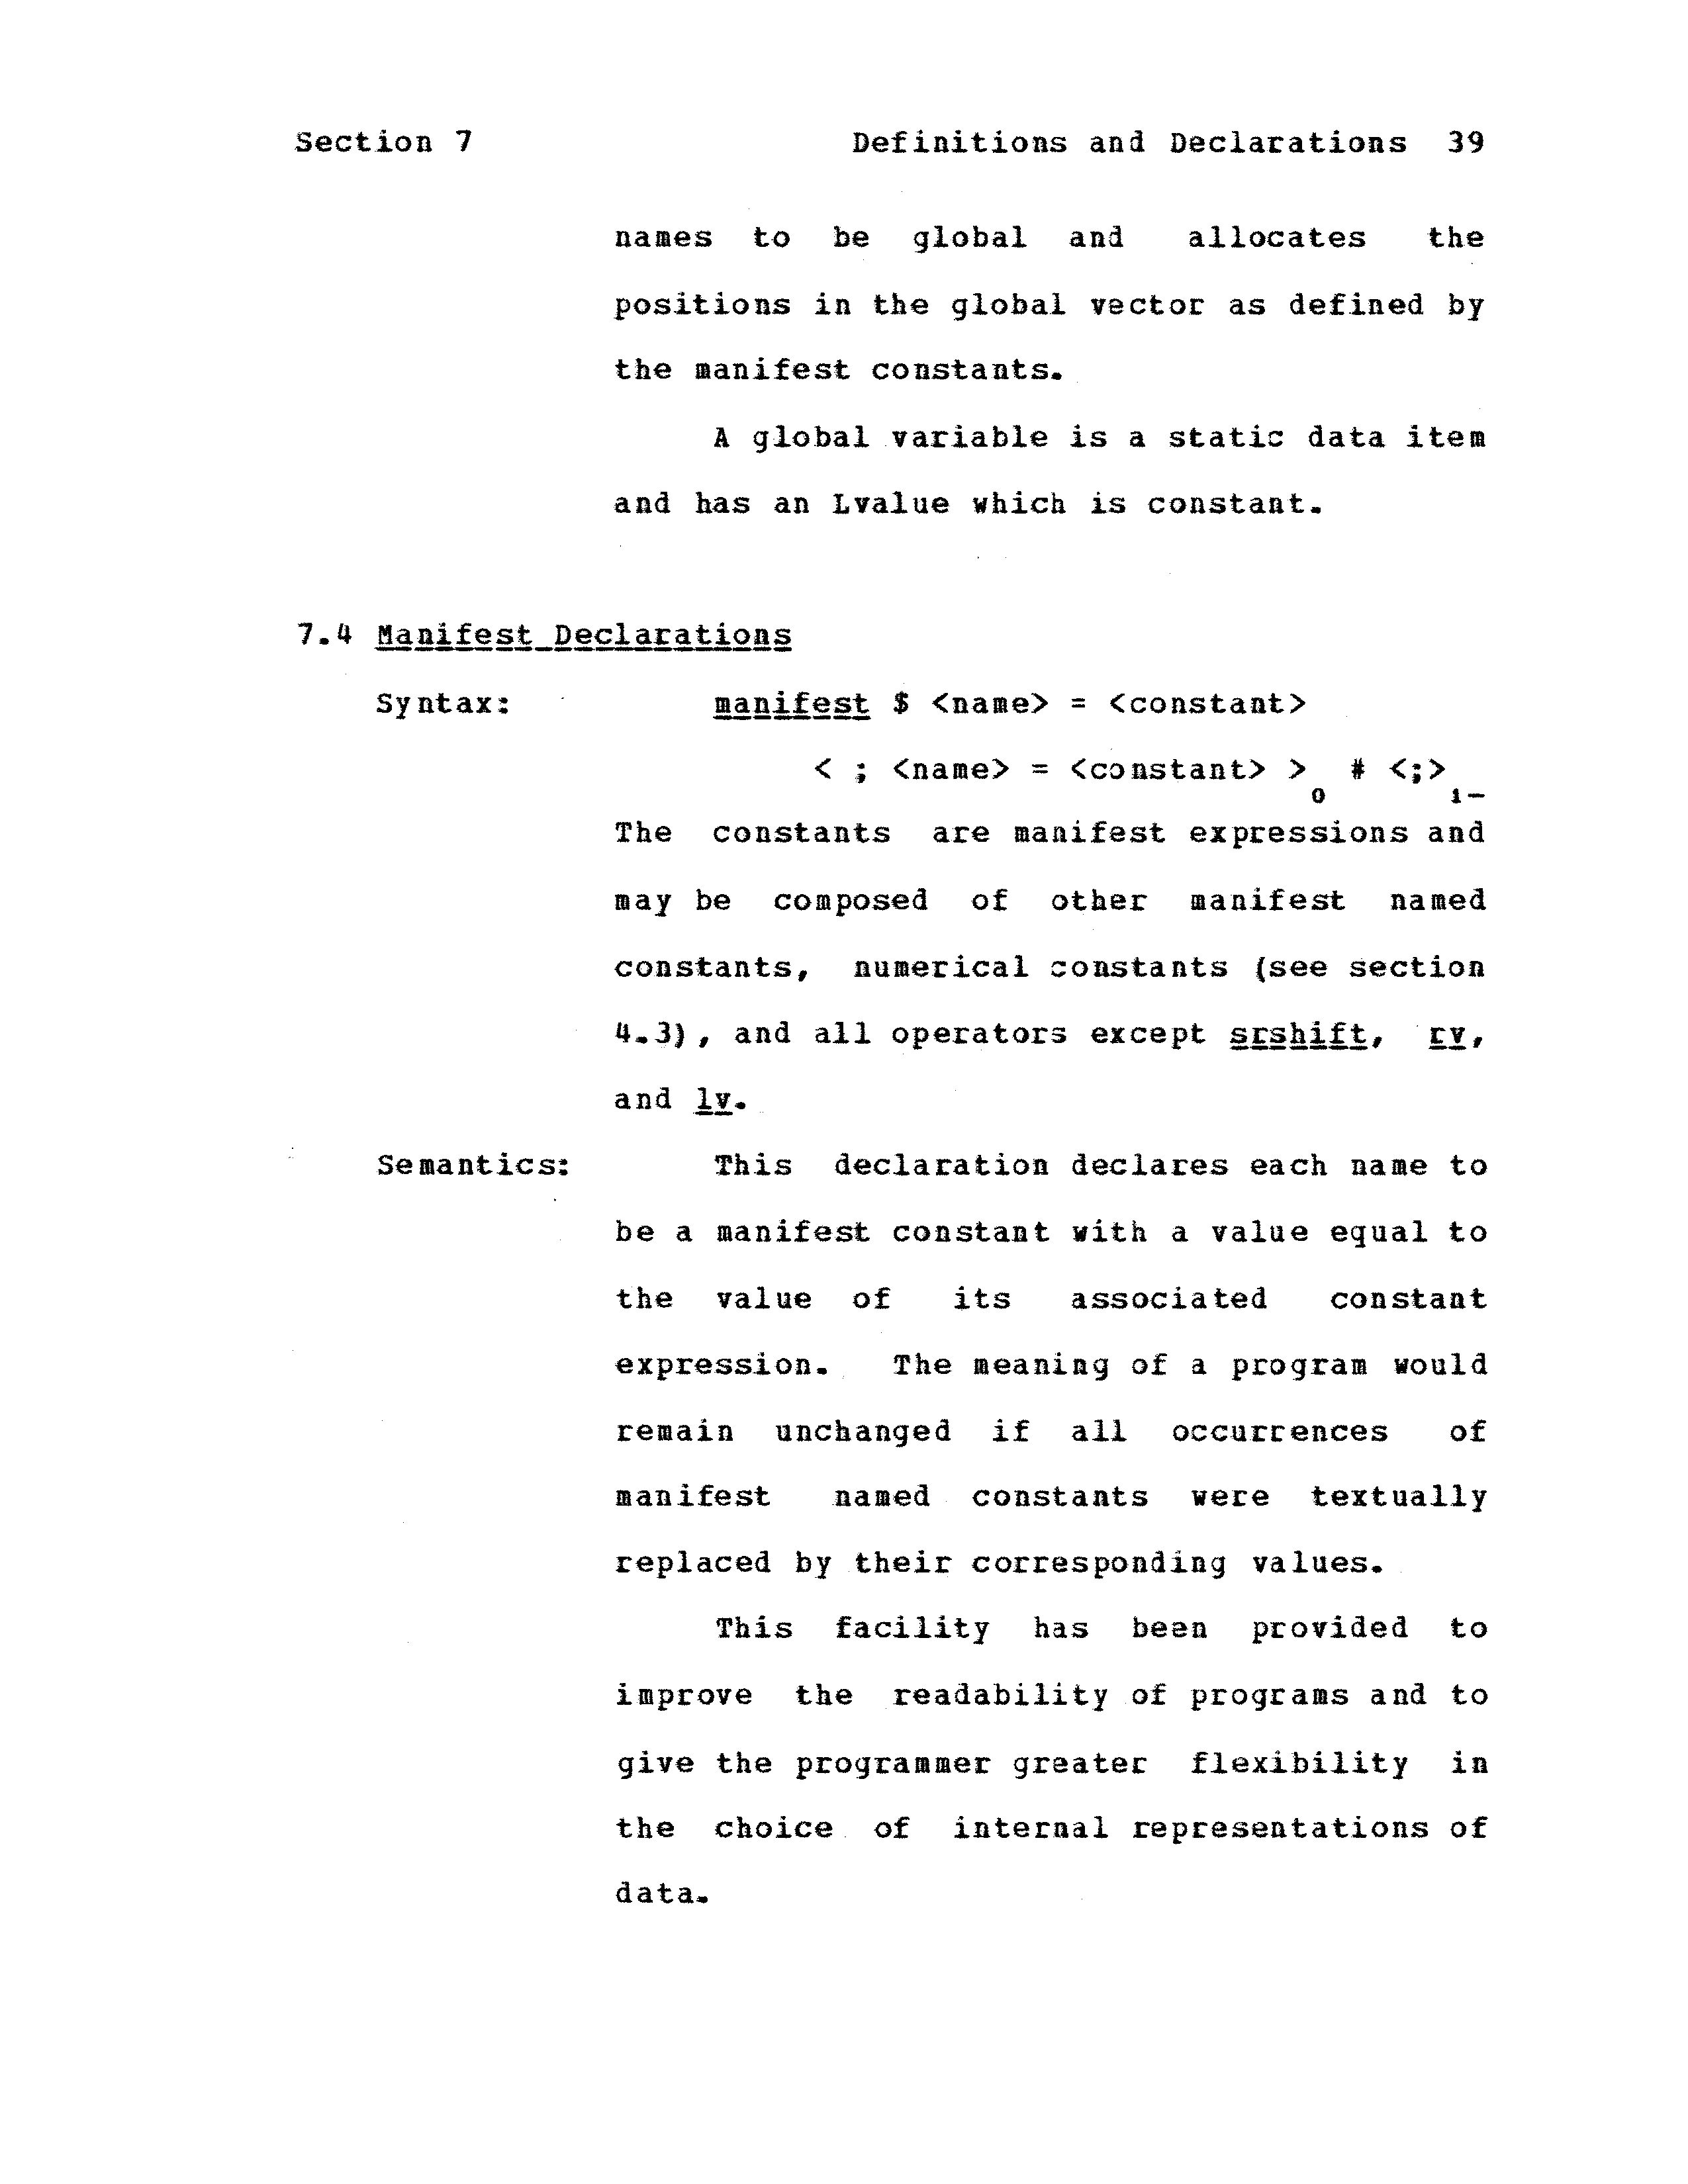 Section 7 Definitions and Declarations 39
names to be global and allocates the
positions in the global vector as defined by
the manifest constants.
A global variable is a static data item
and has an Lvalue which is constant.
7.4 Manifest Declarations
Syntax: manifest $ <name> = <constant>
< ; <name> = <constant> > # <;>
0 1-
The constants are manifest expressions and
may be composed of other manifest named
constants, numerical constants (see section
4.3), and all operators except srshift, rv,
and lv.
Semantics: This declaration declares each name to
be a manifest constant with a value equal to
the value of its associated constant
expression. The meaning of a program would
remain unchanged if all occurrences of
manifest named constants were textually
replaced by their corresponding values.
This facility has been provided to
improve the readability of programs and to
give the programmer greater flexibility in
the choice of internal representations of
data.